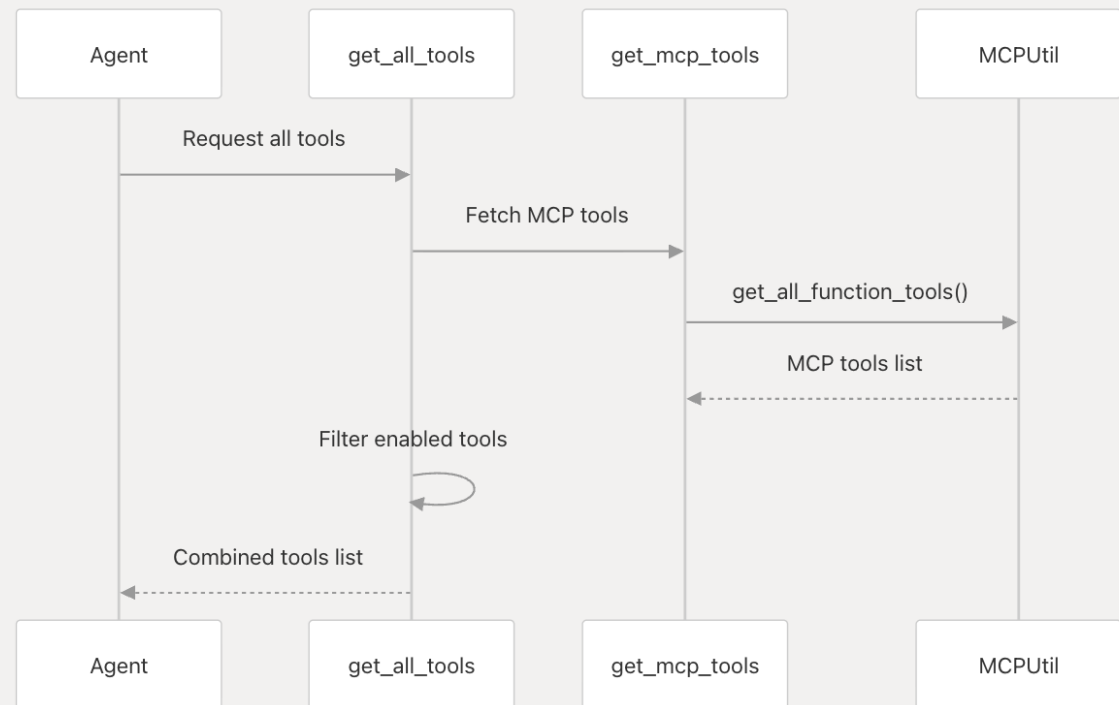 Agent
get_all_tools
get_mcp_tools
MCPUtil
Request all tools
Fetch MCP tools
get_all_function_tools()
MCP tools list
Filter enabled tools
Combined tools list
Agent
get_all_tools
get_mcp_tools
MCPUtil